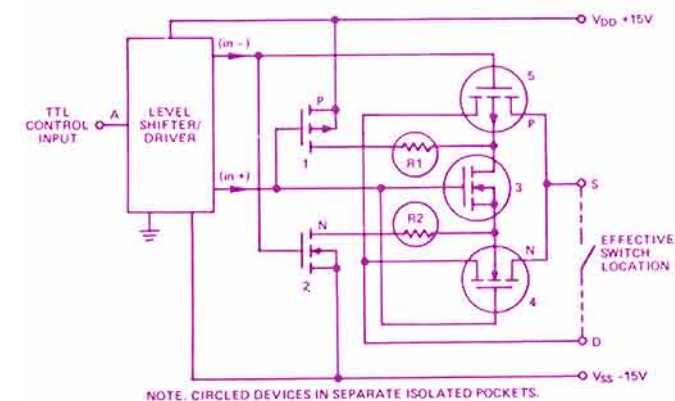 VDD +15V
(in –)
5
TTL
CONTROL
INPUT
A
LEVEL
SHIFTER/
DRIVER
P
P
R1
1
(in +)
3
S
N
R2
N
EFFECTIVE
SWITCH
LOCATION
2
4
D
VSS -15V
NOTE. CIRCLED DEVICES IN SEPARATE ISOLATED POCKETS.